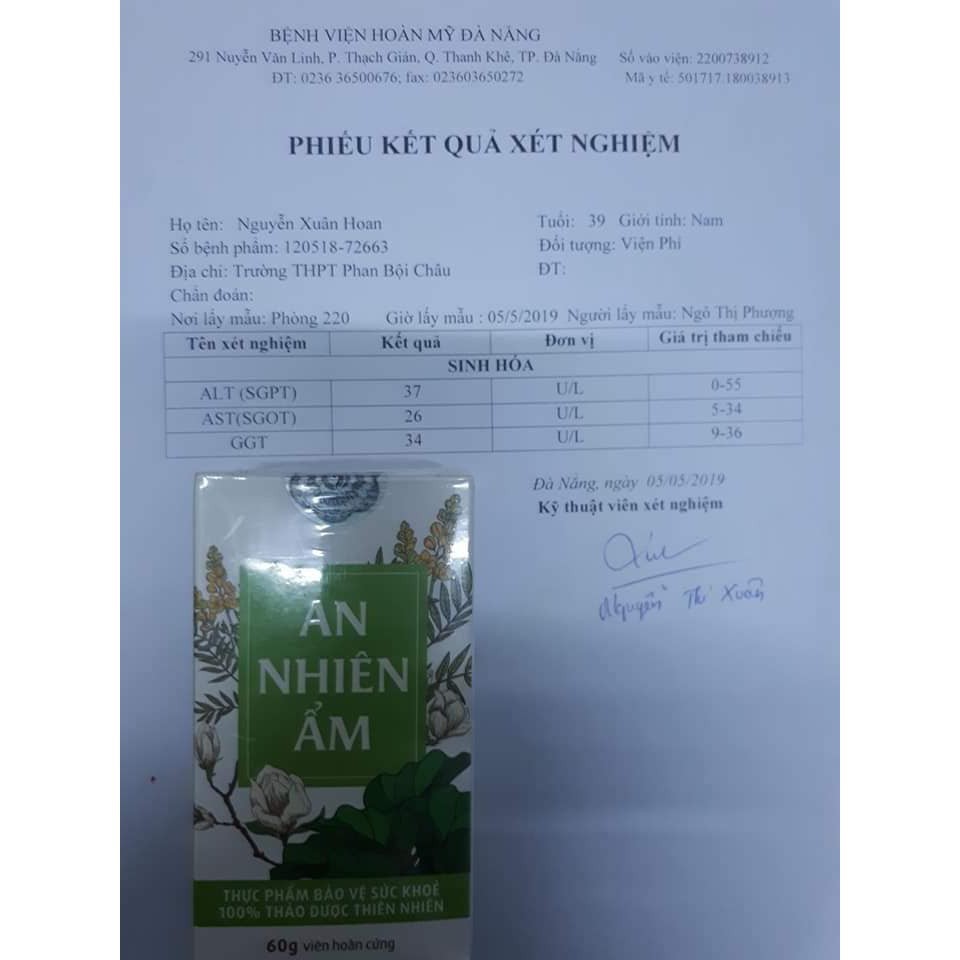 BỆNH VIỆN HOÀN MỸ ĐÀ NẴNG
291 Nuyễn Văn Linh, P. Thạch Gián, Q. Thanh Khê, TP. Đà Nẵng Số vào viện: 2200738912
ĐT: 0236 36500676; fax: 023603650272 Mã y tế: 501717.180038913
PHIẾU KẾT QUẢ XÉT NGHIỆM
Họ tên: Nguyễn Xuân Hoan Tuổi: 39 Giới tính: Nam
Số bệnh phẩm: 120518-72663 Đối tượng: Viện Phí
Địa chỉ: Trường THPT Phan Bội Châu ĐT:
Chẩn đoán:
Nơi lấy mẫu: Phòng 220 Giờ lấy mẫu : 05/5/2019 Người lấy mẫu: Ngô Thị Phượng
Tên xét nghiệm Kết quả Đơn vị Giá trị tham chiếu
SINH HÓA
ALT (SGPT) 37 U/L 0-55
AST(SGOT) 26 U/L 5-34
GGT 34 U/L 9-36
Đà Nẵng, ngày 05/05/2019
Kỹ thuật viên xét nghiệm
Nguyễn Thị Xuân
AN
NHIÊN
ẨM
THỰC PHẨM BẢO VỆ SỨC KHOẺ
100% THẢO DƯỢC THIÊN NHIÊN
60g viên hoàn cứng